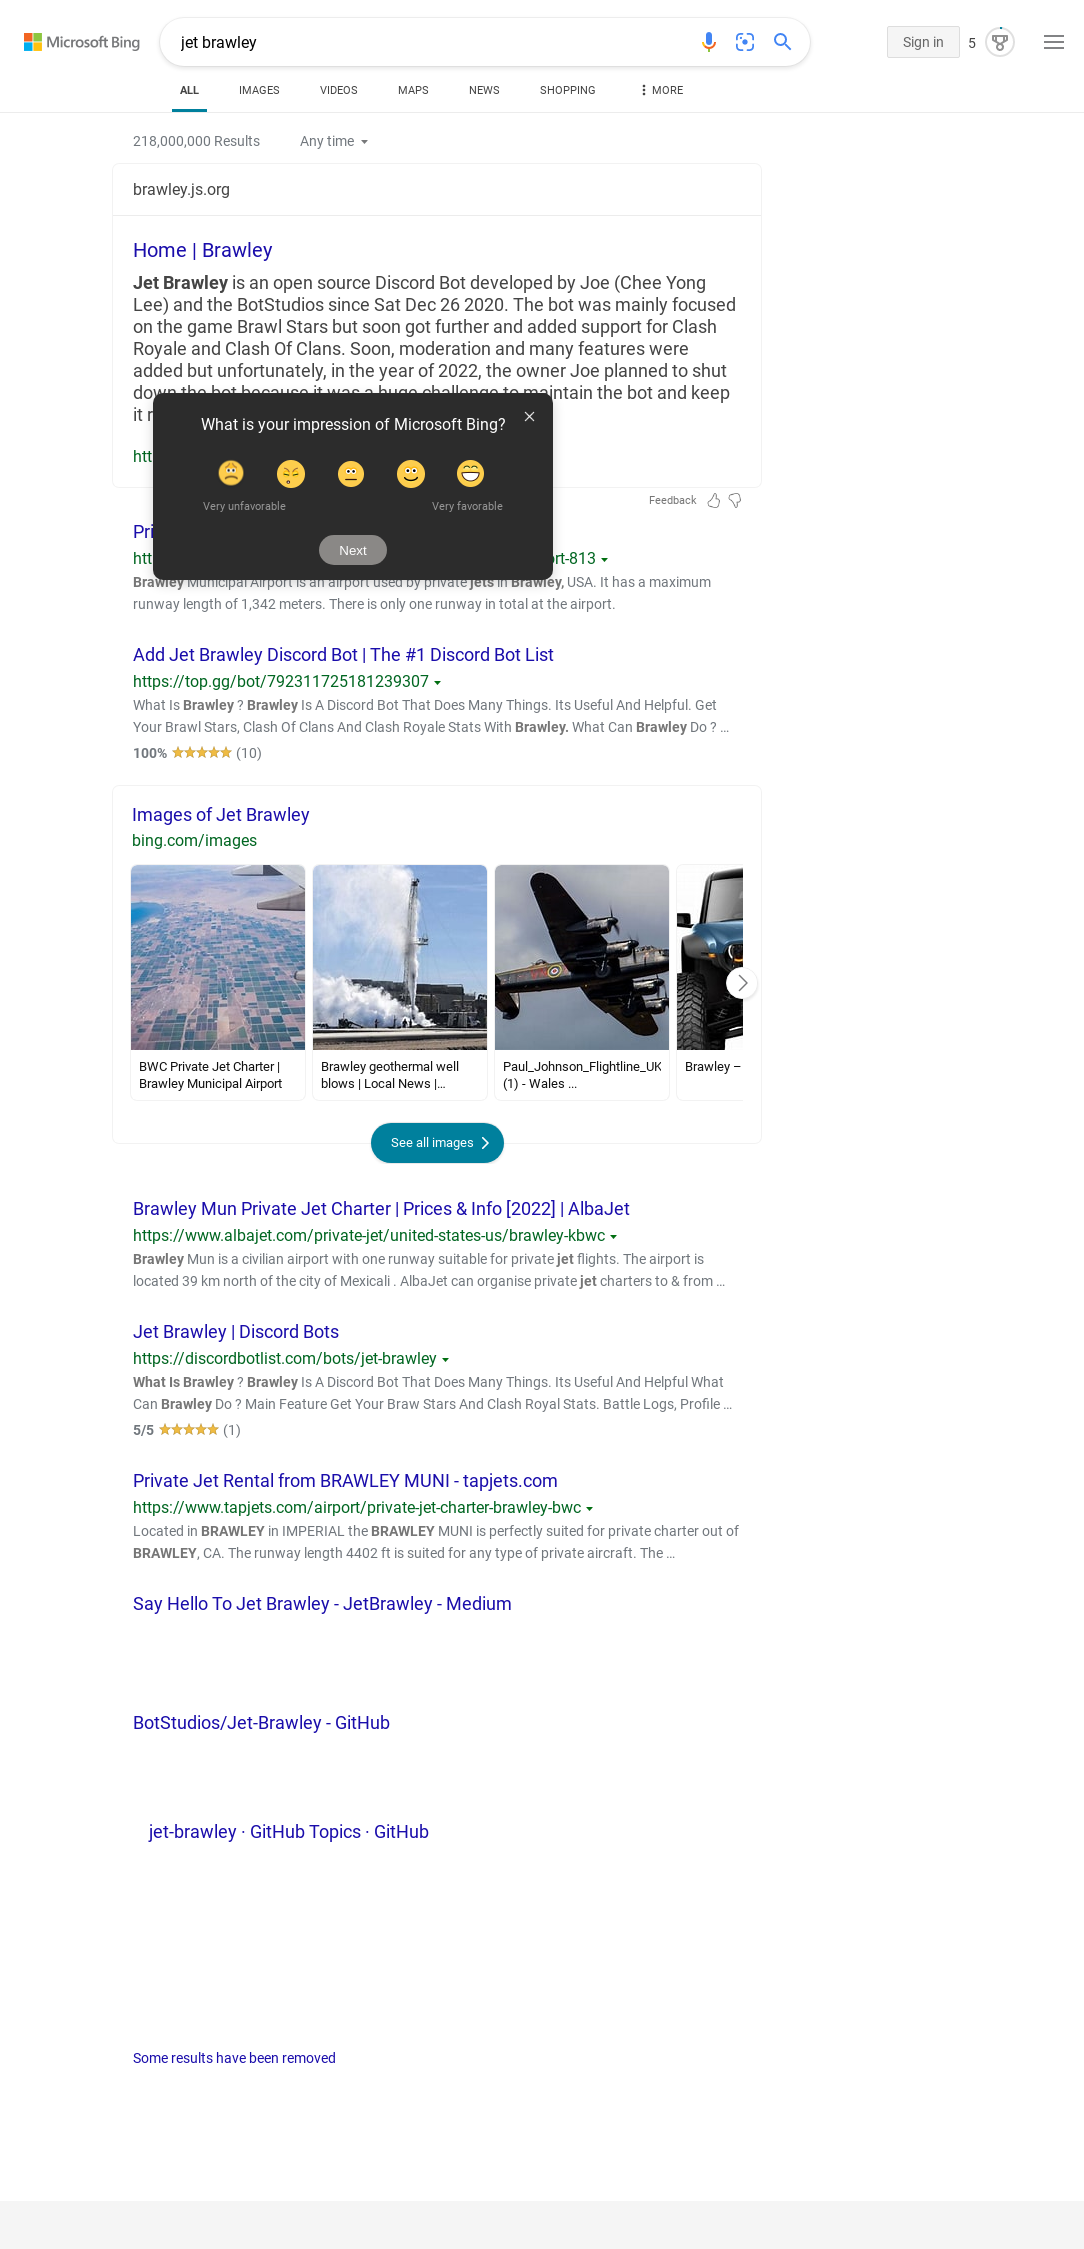 Microsoft Bing
jet brawley
Sign in
5
ALL
IMAGES
VIDEOS
MAPS
NEWS
SHOPPING
MORE
218,000,000 Results
Any time
brawley.js.org
Home | Brawley
Jet Brawley is an open source Discord Bot developed by Joe (Chee Yong
Lee) and the BotStudios since Sat Dec 26 2020. The bot was mainly focused
on the game Brawl Stars but soon got further and added support for Clash
Royale and Clash Of Clans. Soon, moderation and many features were
added but unfortunately, in the year of 2022, the owner Joe planned to shut
down the bot because it was a huge challenge to maintain the bot and keep
it
What is your impression of Microsoft Bing?
Very unfavorable
Very favorable
Next
Feedback
Brawley Municipal Airport is an airport used by private jets in Brawley, USA. It has a maximum
runway length of 1,342 meters. There is only one runway in total at the airport.
Add Jet Brawley Discord Bot | The #1 Discord Bot List
https://top.gg/bot/792311725181239307
What Is Brawley ? Brawley Is A Discord Bot That Does Many Things. Its Useful And Helpful. Get
Your Brawl Stars, Clash Of Clans And Clash Royale Stats With Brawley. What Can Brawley Do ? …
100% (10)
Images of Jet Brawley
bing.com/images
BWC Private Jet Charter |
Brawley Municipal Airport
Brawley geothermal well
blows | Local News |…
Paul_Johnson_Flightline_UK
(1) - Wales ...
Brawley –
See all images
Brawley Mun Private Jet Charter | Prices & Info [2022] | AlbaJet
https://www.albajet.com/private-jet/united-states-us/brawley-kbwc
Brawley Mun is a civilian airport with one runway suitable for private jet flights. The airport is
located 39 km north of the city of Mexicali . AlbaJet can organise private jet charters to & from …
Jet Brawley | Discord Bots
https://discordbotlist.com/bots/jet-brawley
What Is Brawley ? Brawley Is A Discord Bot That Does Many Things. Its Useful And Helpful What
Can Brawley Do ? Main Feature Get Your Braw Stars And Clash Royal Stats. Battle Logs, Profile …
5/5 (1)
Private Jet Rental from BRAWLEY MUNI - tapjets.com
https://www.tapjets.com/airport/private-jet-charter-brawley-bwc
Located in BRAWLEY in IMPERIAL the BRAWLEY MUNI is perfectly suited for private charter out of
BRAWLEY, CA. The runway length 4402 ft is suited for any type of private aircraft. The …
Say Hello To Jet Brawley - JetBrawley - Medium
BotStudios/Jet-Brawley - GitHub
jet-brawley · GitHub Topics · GitHub
Some results have been removed